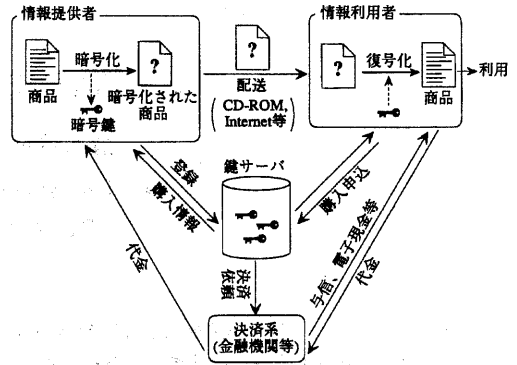 情報提供者
暗号化
?
商品
暗号化された
商品
暗号鍵
配送
(CD-ROM,
Internet等)
情報利用者
?
復号化
商品
利用
鍵サーバ
登録
購入情報
購入申込
代金
決済
依頼
与信、電子現金等
代金
決済系
(金融機関等)